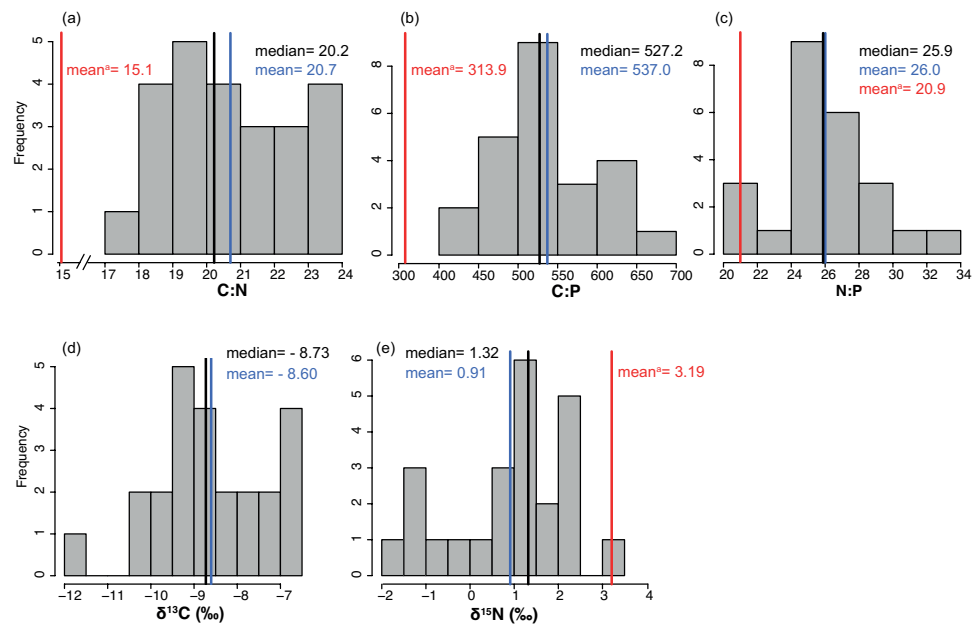 (a)
median= 20.2
meanª= 15.1
mean= 20.7
Frequency
0 1 2 3 4 5
15 17 18 19 20 21 22 23 24
C:N
(b)
median= 527.2
meanª= 313.9
mean= 537.0
0 2 4 6 8
300 400 450 500 550 600 650 700
C:P
(c)
median= 25.9
mean= 26.0
meanª= 20.9
0 2 4 6 8
20 22 24 26 28 30 32 34
N:P
(d)
median= - 8.73
mean= - 8.60
Frequency
0 1 2 3 4 5
−12 −11 −10 −9 −8 −7
δ¹³C (‰)
(e)
median= 1.32
mean= 0.91
meanª= 3.19
0 1 2 3 4 5 6
−2 −1 0 1 2 3 4
δ¹⁵N (‰)